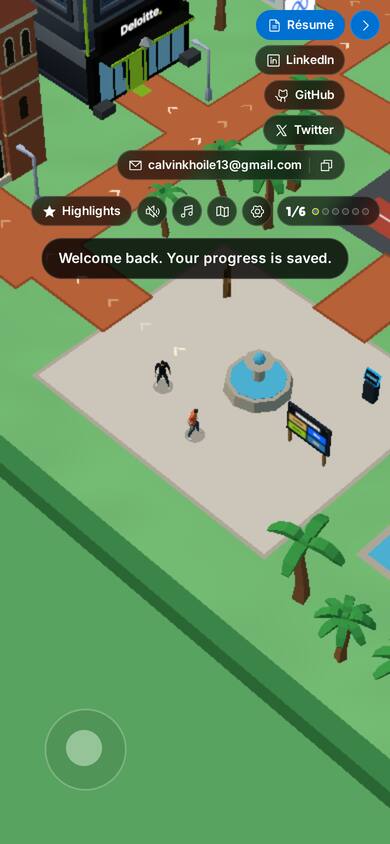 Deloitte.
Résumé
LinkedIn
GitHub
Twitter
calvinkhoile13@gmail.com
Highlights
1/6
Welcome back. Your progress is saved.